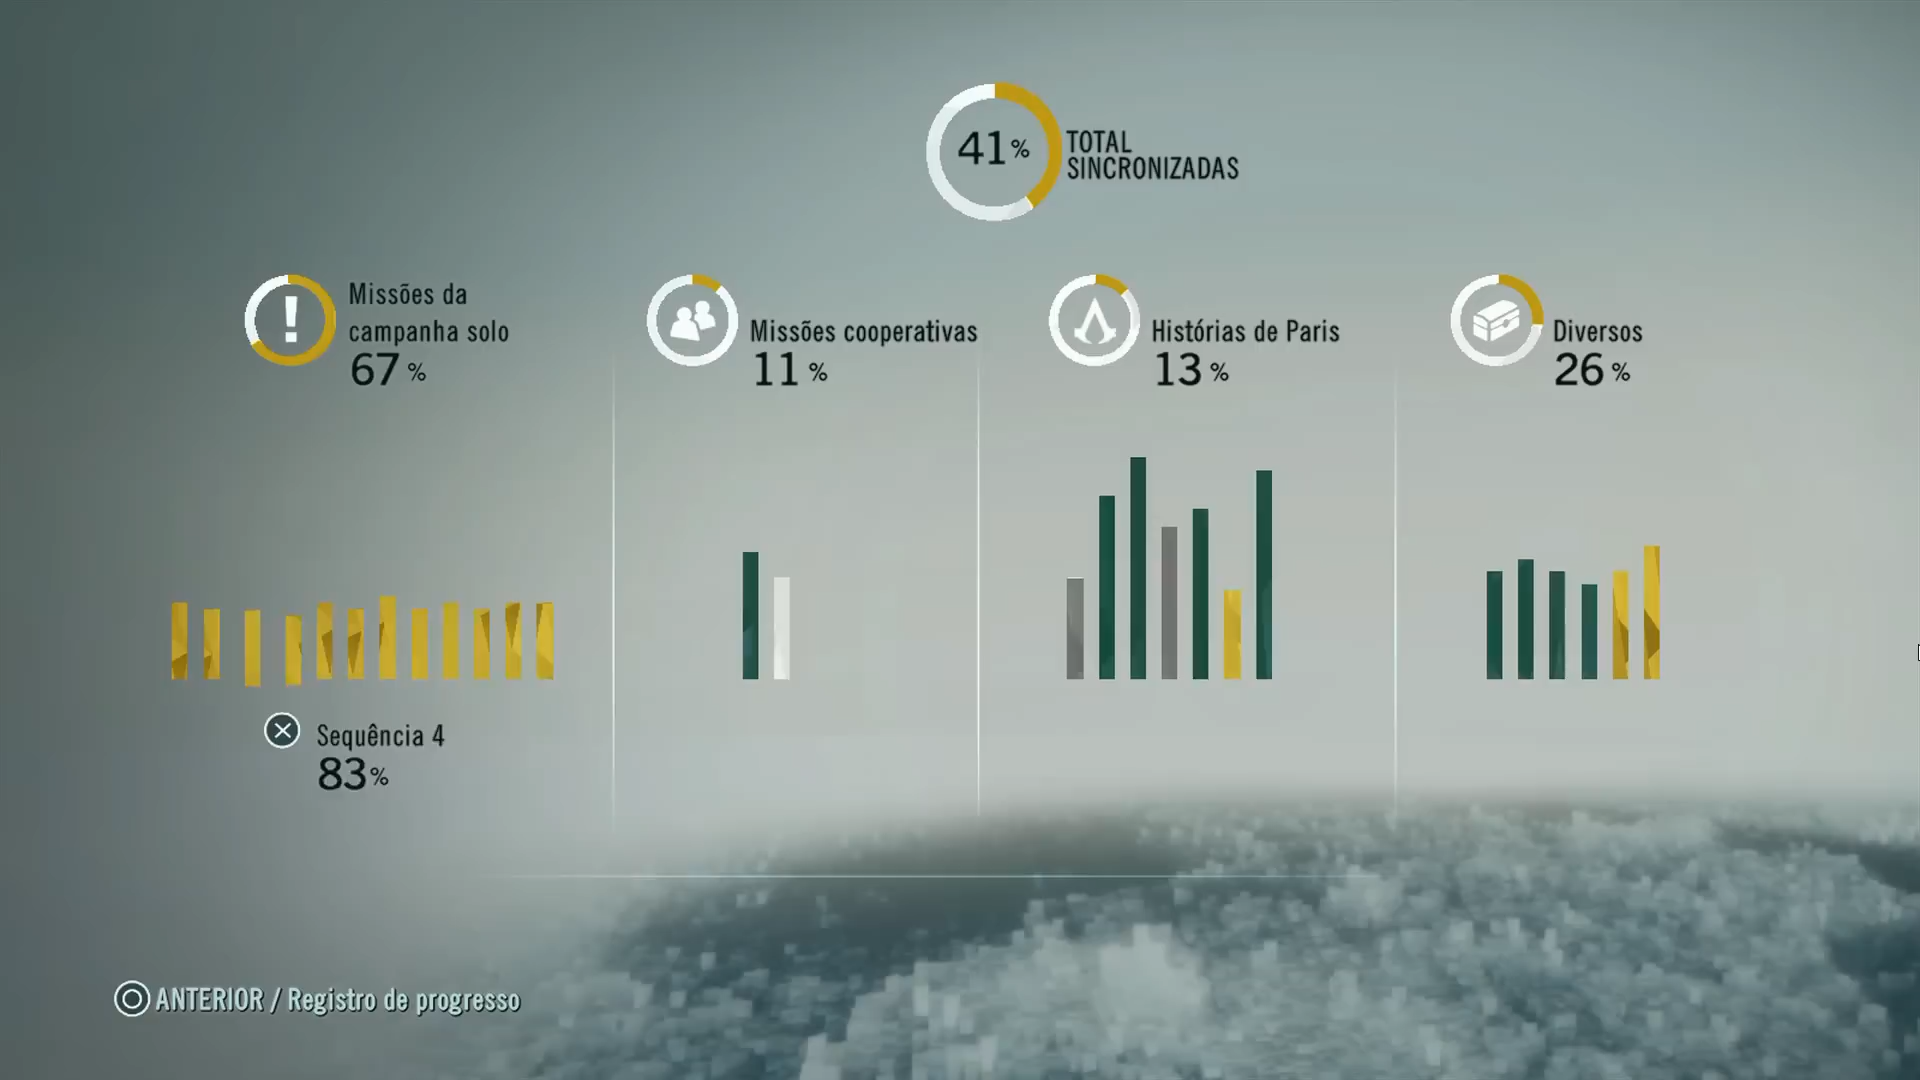 41%
TOTAL
SINCRONIZADAS
Missões da
campanha solo
67 %
Missões cooperativas
11 %
Histórias de Paris
13 %
Diversos
26 %
Sequência 4
83%
ANTERIOR / Registro de progresso